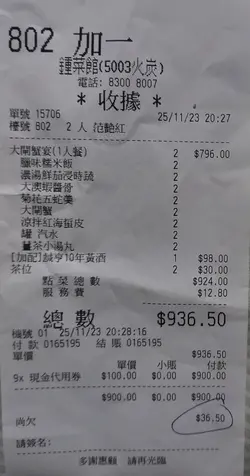 802 加一
鍾菜館(5003火炭)
電話: 8300 8007
* 收據 *
單號 15706 25/11/23 20:27
檯號 802 2 人 范艷紅
大閘蟹宴(1人餐) 2 $796.00
臘味糯米飯 2
濃湯鮮茄浸時蔬 2
大澳蝦醬骨 2
菊花五蛇羹 2
大閘蟹 2
涼拌紅海蜇皮 2
罐 汽水 2
薑茶小湯丸 2
[加配]鹹亨10年黃酒 1 $98.00
茶位 2 $30.00
點菜總數 $924.00
服務費 $12.80
總數 $936.50
機號 01 25/11/23 20:28:16
付款 0165195 結賬 0165195
單價 $936.50
單價 小賬 付款
9x 現金代用券 $100.00 $0.00 $900.00
$900.00 $0.00 $900.00
尚欠 $36.50
請簽名:
多謝惠顧 請再光臨